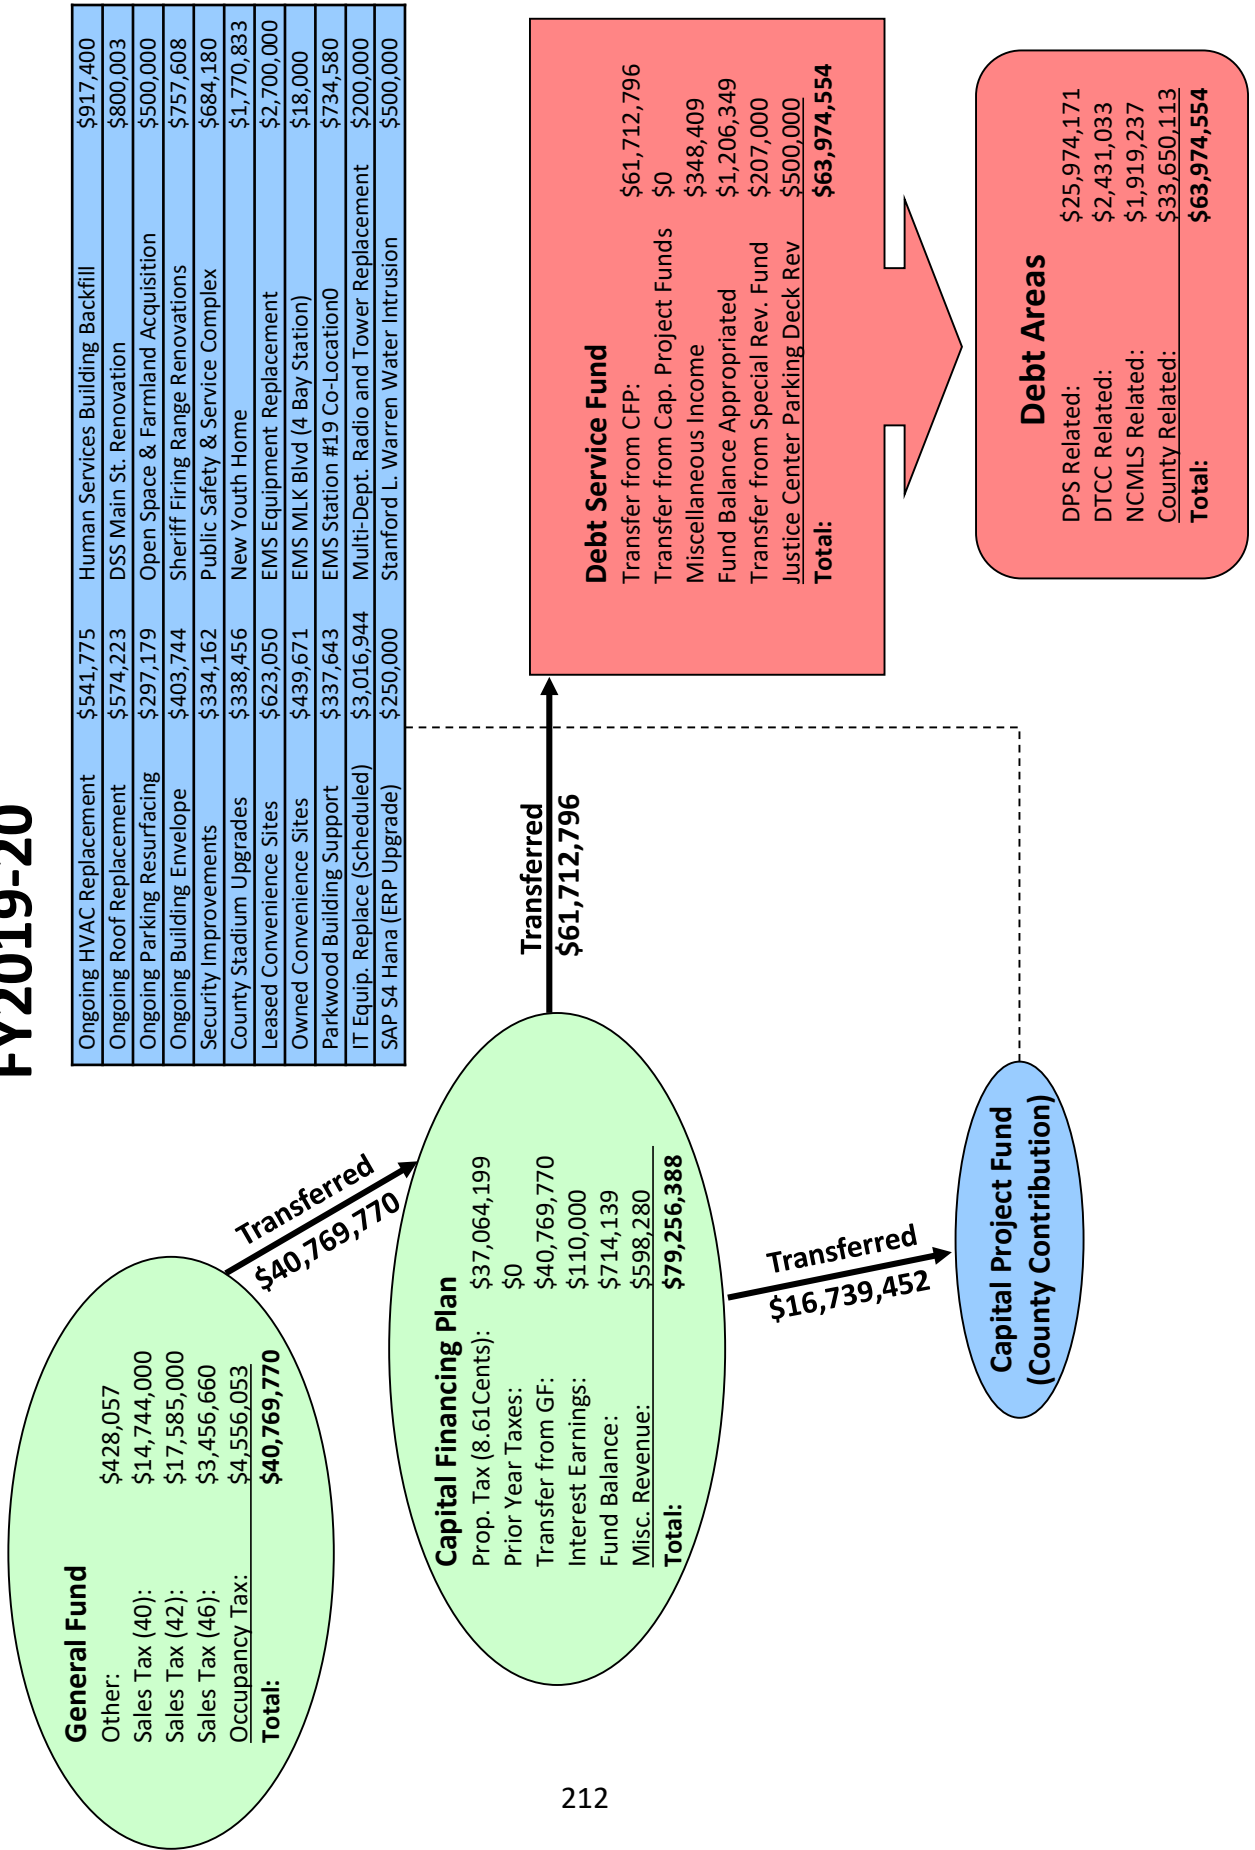 FY2019-20
Ongoing HVAC Replacement $541,775 Human Services Building Backfill $917,400
Ongoing Roof Replacement $574,223 DSS Main St. Renovation $800,003
Ongoing Parking Resurfacing $297,179 Open Space & Farmland Acquisition $500,000
Ongoing Building Envelope $403,744 Sheriff Firing Range Renovations $757,608
Security Improvements $334,162 Public Safety & Service Complex $684,180
County Stadium Upgrades $338,456 New Youth Home $1,770,833
Leased Convenience Sites $623,050 EMS Equipment Replacement $2,700,000
Owned Convenience Sites $439,671 EMS MLK Blvd (4 Bay Station) $18,000
Parkwood Building Support $337,643 EMS Station #19 Co-Location0 $734,580
IT Equip. Replace (Scheduled) $3,016,944 Multi-Dept. Radio and Tower Replacement $200,000
SAP S4 Hana (ERP Upgrade) $250,000 Stanford L. Warren Water Intrusion $500,000
General Fund
Other: $428,057
Sales Tax (40): $14,744,000
Sales Tax (42): $17,585,000
Sales Tax (46): $3,456,660
Occupancy Tax: $4,556,053
Total: $40,769,770
Transferred
$40,769,770
Capital Financing Plan
Prop. Tax (8.61Cents): $37,064,199
Prior Year Taxes: $0
Transfer from GF: $40,769,770
Interest Earnings: $110,000
Fund Balance: $714,139
Misc. Revenue: $598,280
Total: $79,256,388
Transferred
$61,712,796
Debt Service Fund
Transfer from CFP: $61,712,796
Transfer from Cap. Project Funds $0
Miscellaneous Income $348,409
Fund Balance Appropriated $1,206,349
Transfer from Special Rev. Fund $207,000
Justice Center Parking Deck Rev $500,000
Total: $63,974,554
Transferred
$16,739,452
Capital Project Fund
(County Contribution)
Debt Areas
DPS Related: $25,974,171
DTCC Related: $2,431,033
NCMLS Related: $1,919,237
County Related: $33,650,113
Total: $63,974,554
212